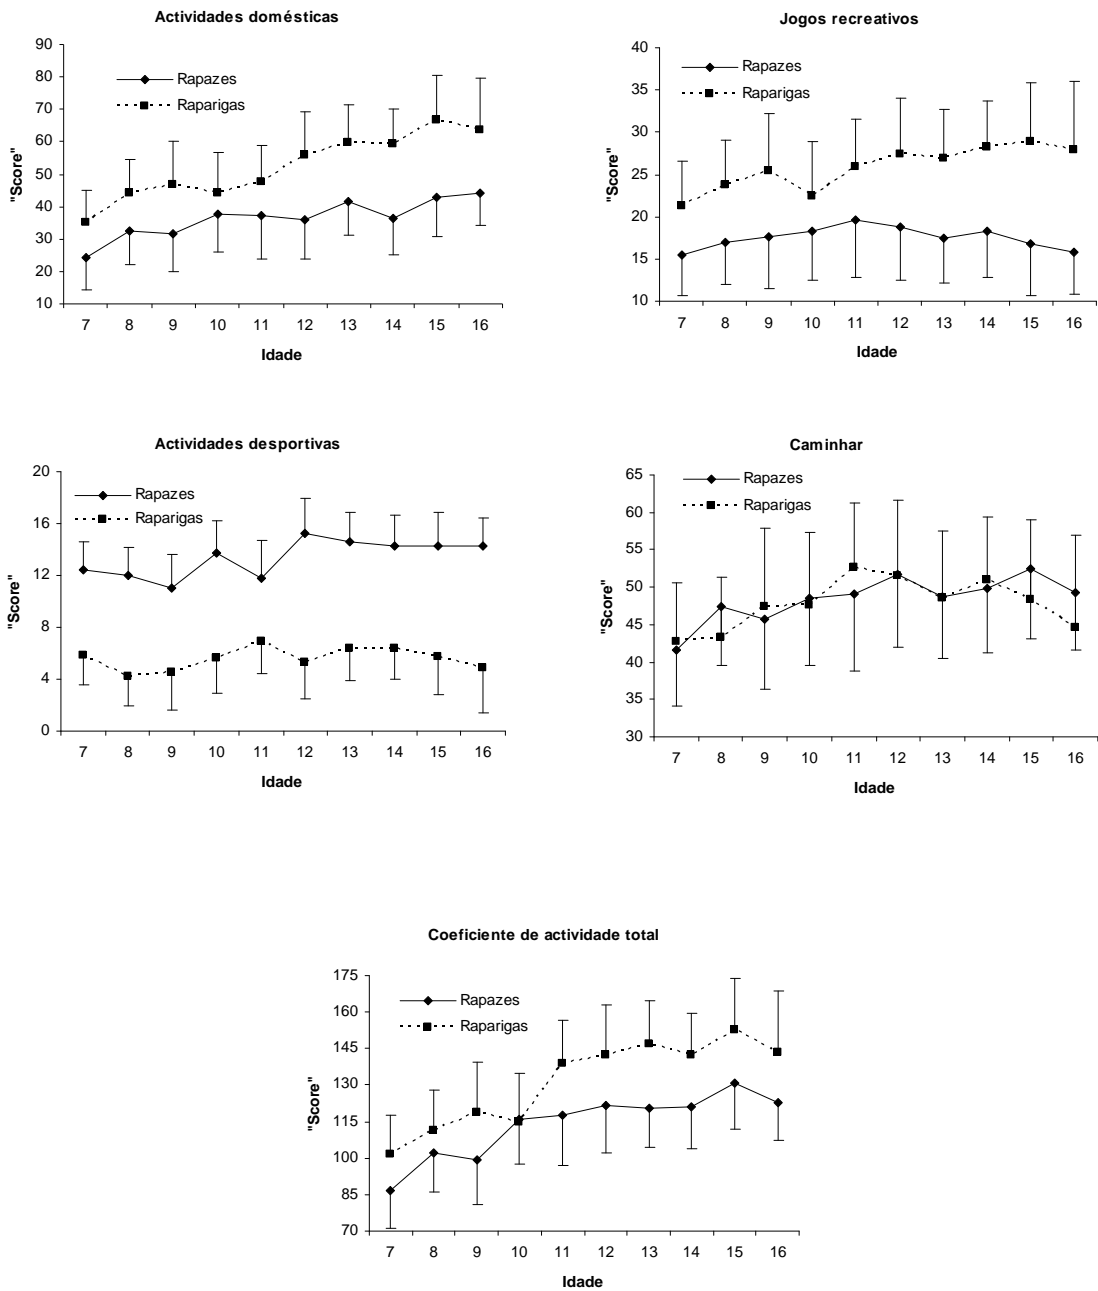 Actividades domésticas
90
80
70
60
50
40
30
20
10
"Score"
Rapazes
Raparigas
7 8 9 10 11 12 13 14 15 16
Idade
Jogos recreativos
40
35
30
25
20
15
10
"Score"
Rapazes
Raparigas
7 8 9 10 11 12 13 14 15 16
Idade
Actividades desportivas
20
16
12
8
4
0
"Score"
Rapazes
Raparigas
7 8 9 10 11 12 13 14 15 16
Idade
Caminhar
65
60
55
50
45
40
35
30
"Score"
Rapazes
Raparigas
7 8 9 10 11 12 13 14 15 16
Idade
Coeficiente de actividade total
175
160
145
130
115
100
85
70
"Score"
Rapazes
Raparigas
7 8 9 10 11 12 13 14 15 16
Idade